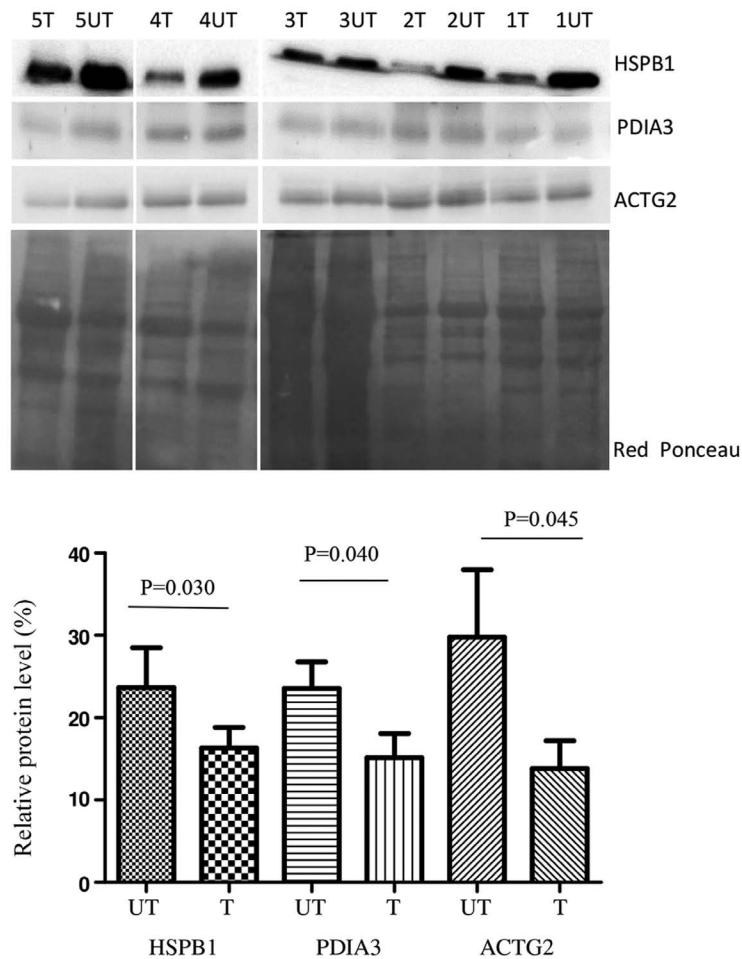 5T 5UT 4T 4UT 3T 3UT 2T 2UT 1T 1UT
HSPB1
PDIA3
ACTG2
Red Ponceau
P=0.045
P=0.040
P=0.030
Relative protein level (%)
40
30
20
10
0
UT T UT T UT T
HSPB1 PDIA3 ACTG2